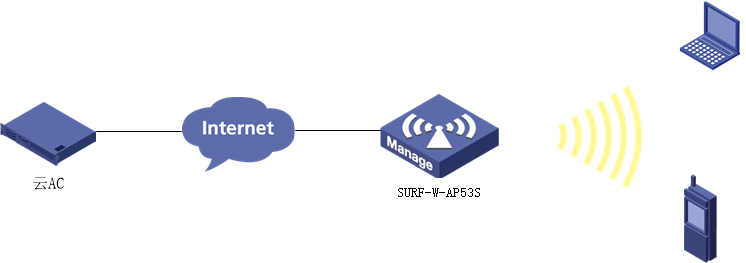 Internet
Manage
云AC
SURF-W-AP53S